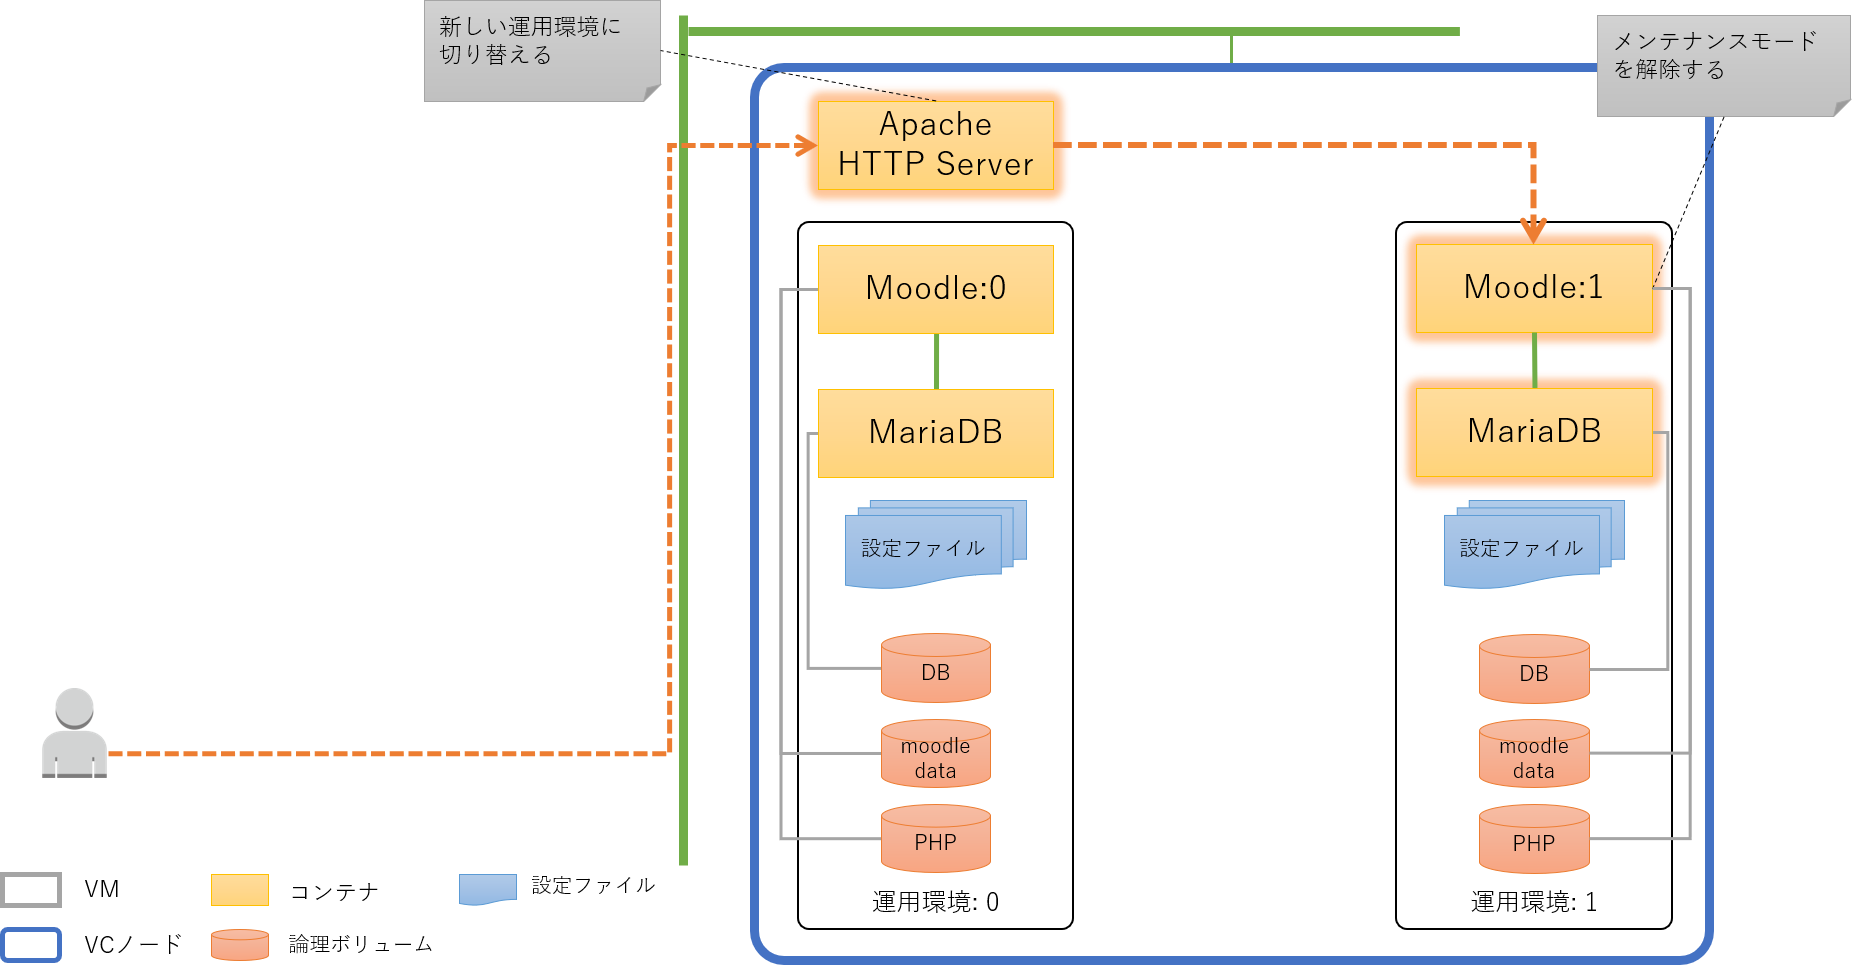 新しい運用環境に
切り替える
メンテナンスモード
を解除する
Apache
HTTP Server
Moodle:0
MariaDB
設定ファイル
DB
moodle
data
PHP
運用環境: 0
Moodle:1
MariaDB
設定ファイル
DB
moodle
data
PHP
運用環境: 1
VM
コンテナ
設定ファイル
VCノード
論理ボリューム